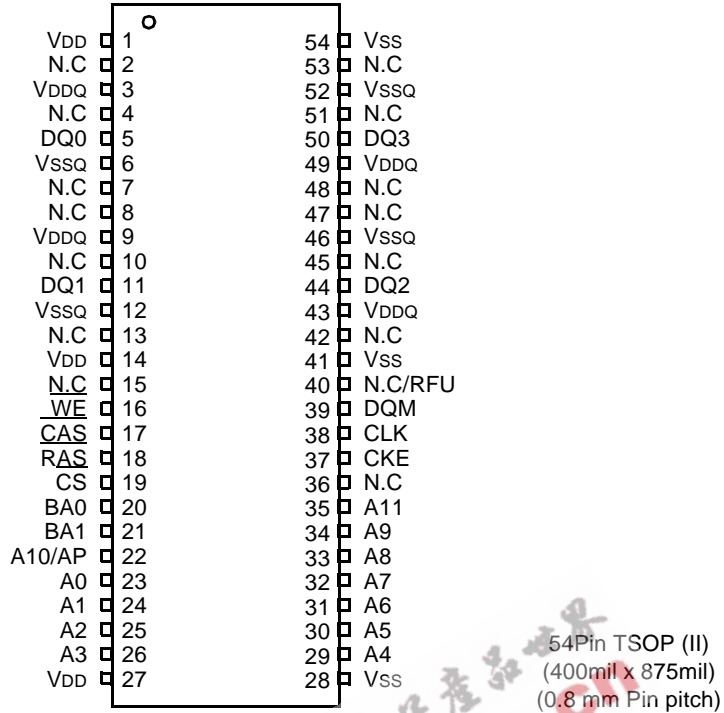 VDD 1 54 VSS
N.C 2 53 N.C
VDDQ 3 52 VSSQ
N.C 4 51 N.C
DQ0 5 50 DQ3
VSSQ 6 49 VDDQ
N.C 7 48 N.C
N.C 8 47 N.C
VDDQ 9 46 VSSQ
N.C 10 45 N.C
DQ1 11 44 DQ2
VSSQ 12 43 VDDQ
N.C 13 42 N.C
VDD 14 41 VSS
N.C 15 40 N.C/RFU
WE 16 39 DQM
CAS 17 38 CLK
RAS 18 37 CKE
CS 19 36 N.C
BA0 20 35 A11
BA1 21 34 A9
A10/AP 22 33 A8
A0 23 32 A7
A1 24 31 A6
A2 25 30 A5
A3 26 29 A4
VDD 27 28 VSS
54Pin TSOP (II)
(400mil x 875mil)
(0.8 mm Pin pitch)
cn